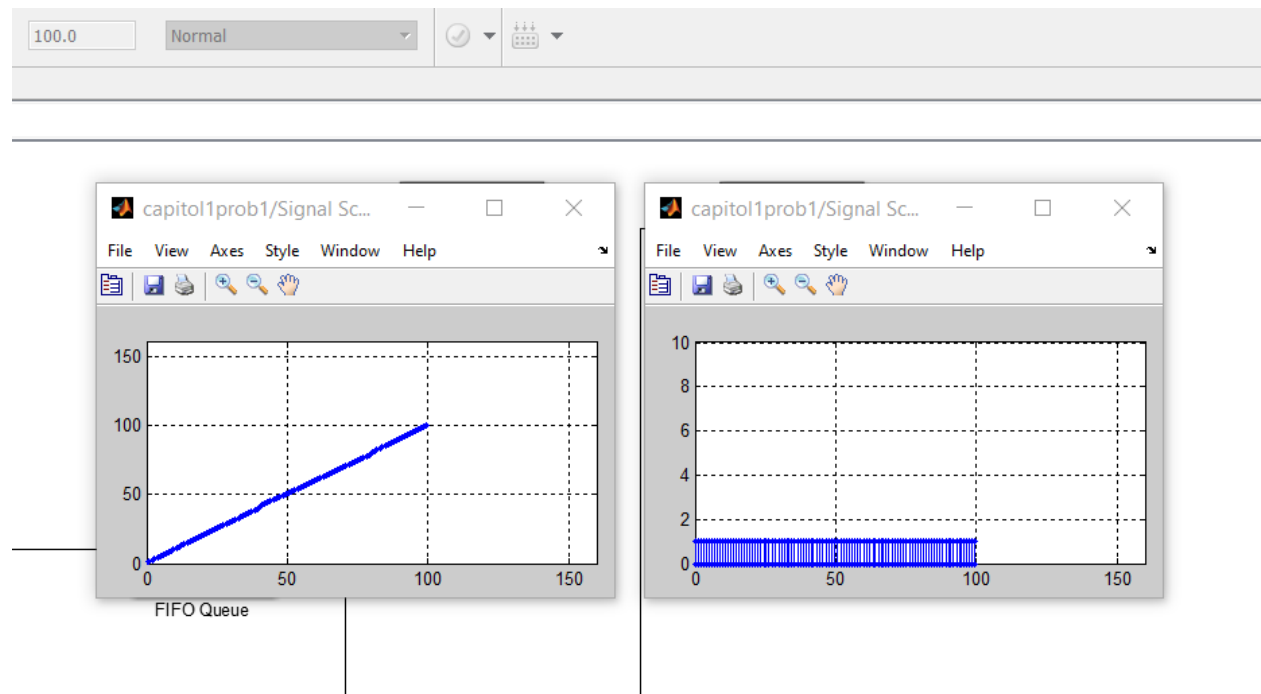 100.0 Normal
capitol1prob1/Signal Sc...
File View Axes Style Window Help
150
100
50
0
0 50 100 150
capitol1prob1/Signal Sc...
File View Axes Style Window Help
10
8
6
4
2
0
0 50 100 150
FIFO Queue